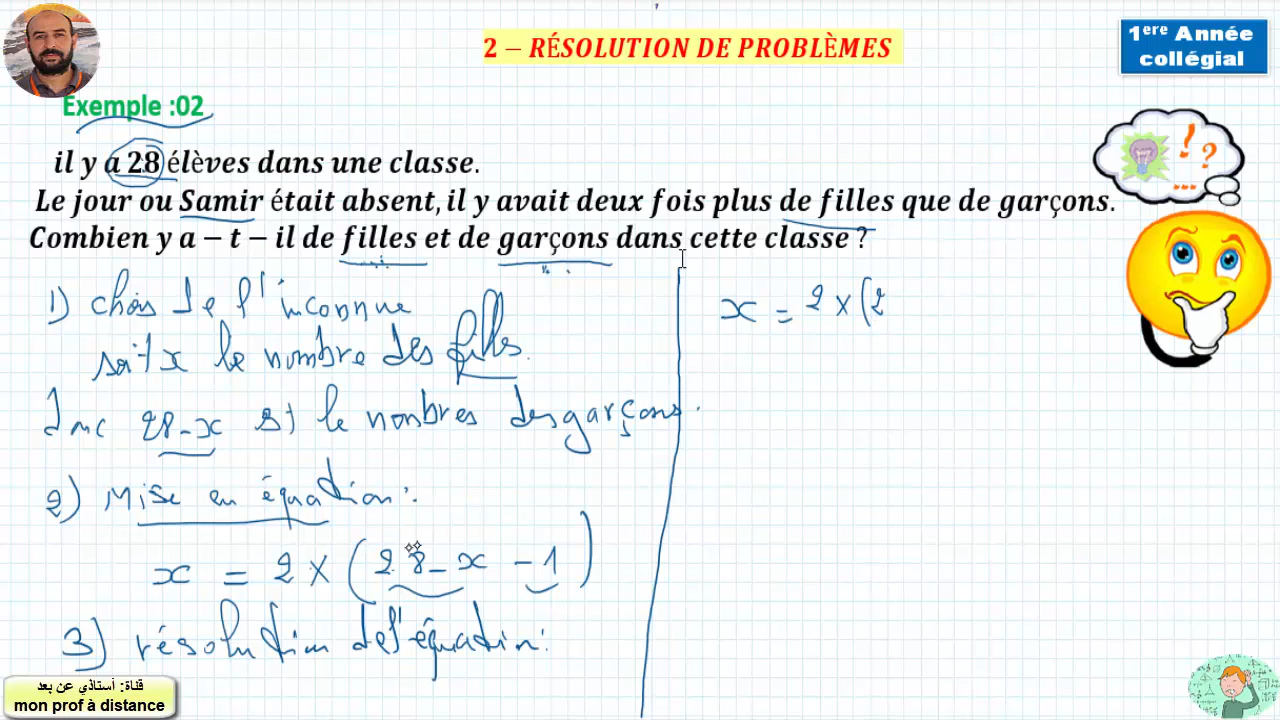 2 – RÉSOLUTION DE PROBLÈMES
1ere Année
collégial
Exemple :02
il y a 28 élèves dans une classe.
Le jour ou Samir était absent, il y avait deux fois plus de filles que de garçons.
Combien y a – t – il de filles et de garçons dans cette classe ?
1) chois de l'inconnue
soit x le nombre des filles.
donc 28 - x est le nombres des garçons.
2) Mise en équation :
x = 2 × (28 - x - 1)
3) résolution de l'équation :
x = 2 × (2
! ? ...
قناة: أستاذي عن بعد
mon prof à distance